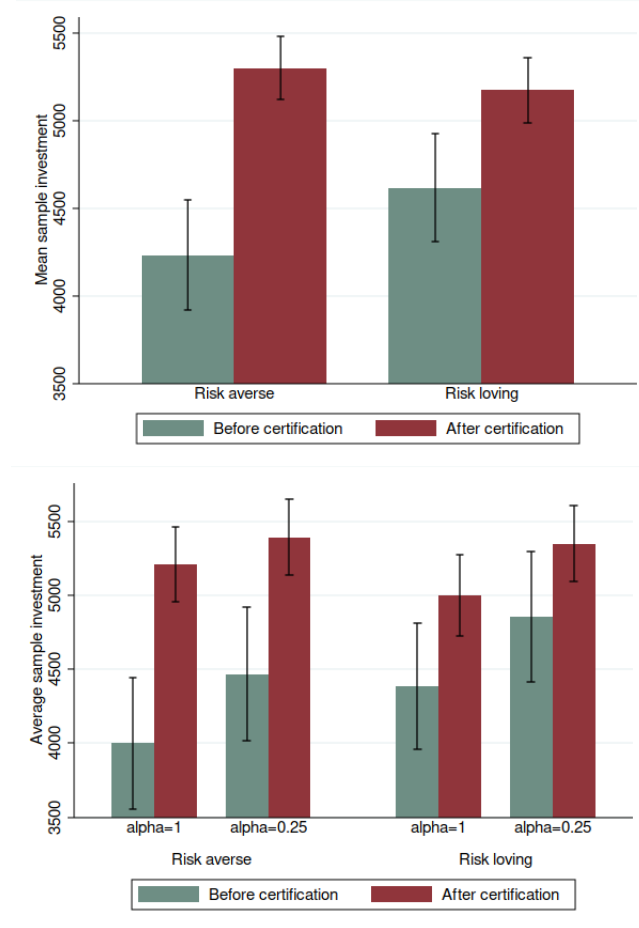 Mean sample investment
5500
5000
4500
4000
3500
Risk averse Risk loving
Before certification After certification
Average sample investment
5500
5000
4500
4000
3500
alpha=1 alpha=0.25 alpha=1 alpha=0.25
Risk averse Risk loving
Before certification After certification